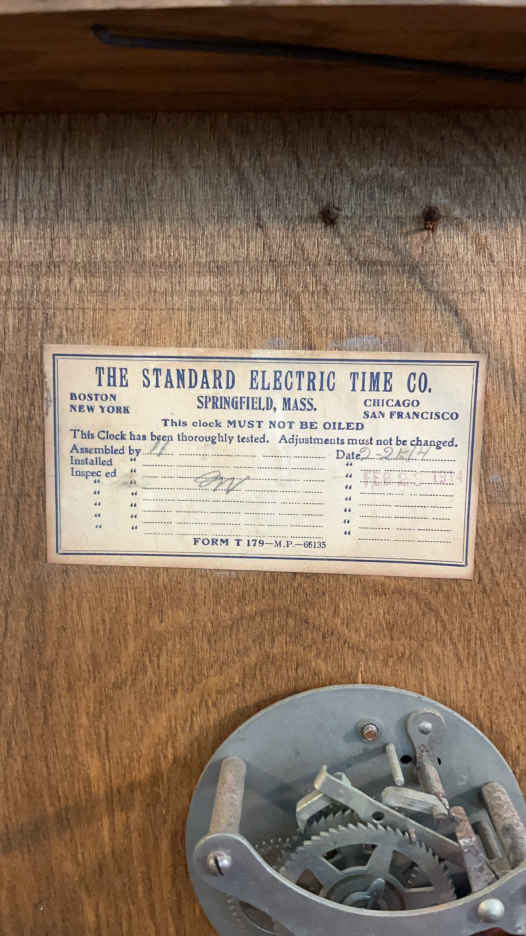 THE STANDARD ELECTRIC TIME CO.
BOSTON
NEW YORK
SPRINGFIELD, MASS.
CHICAGO
SAN FRANCISCO
This clock MUST NOT BE OILED
This Clock has been thoroughly tested. Adjustments must not be changed.
Assembled by Date
Installed " "
Inspected " " FEB 1914
" " "
" " "
" " "
" " "
FORM T 179—M.P.—66135